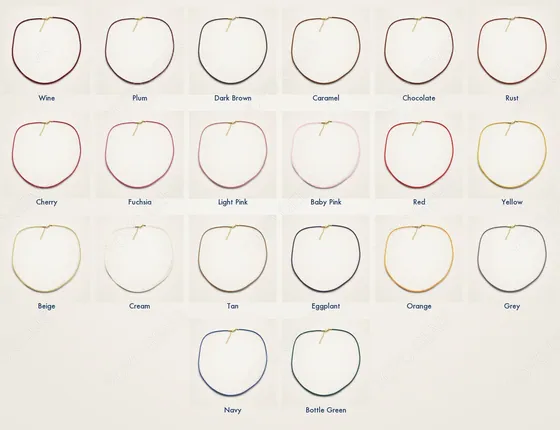 Wine
Plum
Dark Brown
Caramel
Chocolate
Rust
Cherry
Fuchsia
Light Pink
Baby Pink
Red
Yellow
Beige
Cream
Tan
Eggplant
Orange
Grey
Navy
Bottle Green